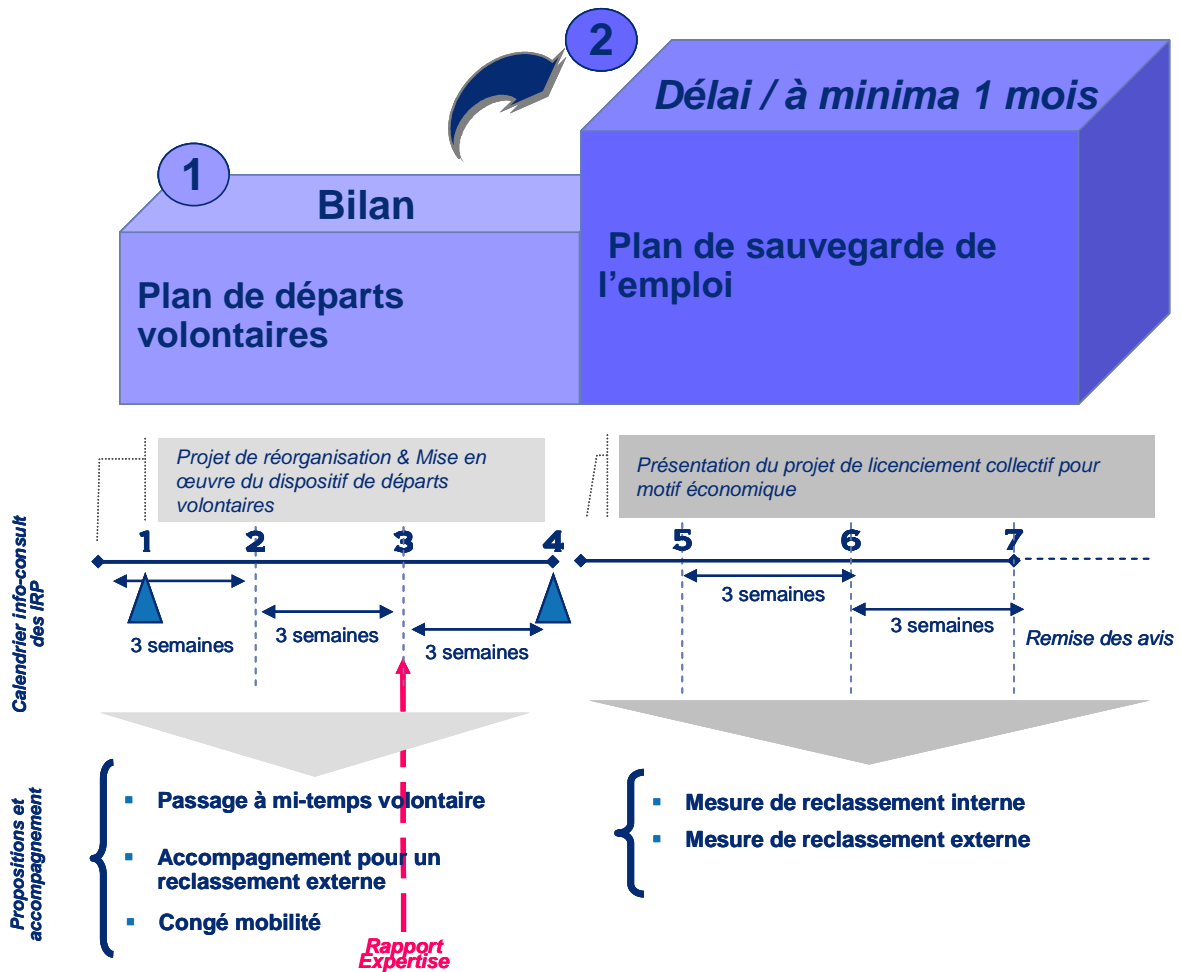 2
Délai / à minima 1 mois
1
Bilan
Plan de sauvegarde de
l’emploi
Plan de départs
volontaires
Projet de réorganisation & Mise en
œuvre du dispositif de départs
volontaires
Présentation du projet de licenciement collectif pour
motif économique
Calendrier info-consult
des IRP
1 2 3 4 5 6 7
3 semaines
3 semaines
3 semaines
3 semaines
3 semaines
Remise des avis
Propositions et
accompagnement
▪ Passage à mi-temps volontaire
▪ Accompagnement pour un
reclassement externe
▪ Congé mobilité
▪ Mesure de reclassement interne
▪ Mesure de reclassement externe
Rapport
Expertise